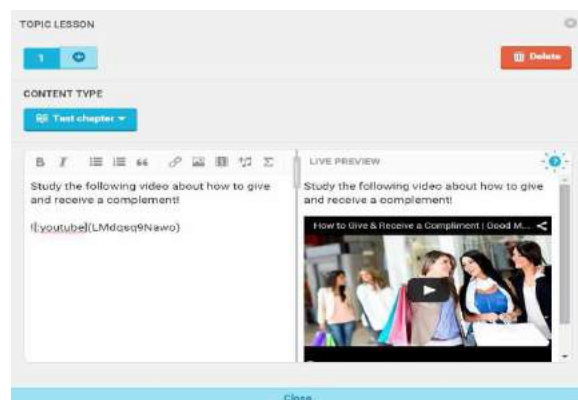 TOPIC LESSON
1
Delete
CONTENT TYPE
Text chapter
B I
LIVE PREVIEW
Study the following video about how to give
and receive a complement!
![:youtube](LMdqsq9Nawo)
Study the following video about how to give
and receive a complement!
How to Give & Receive a Compliment | Good M...
Close